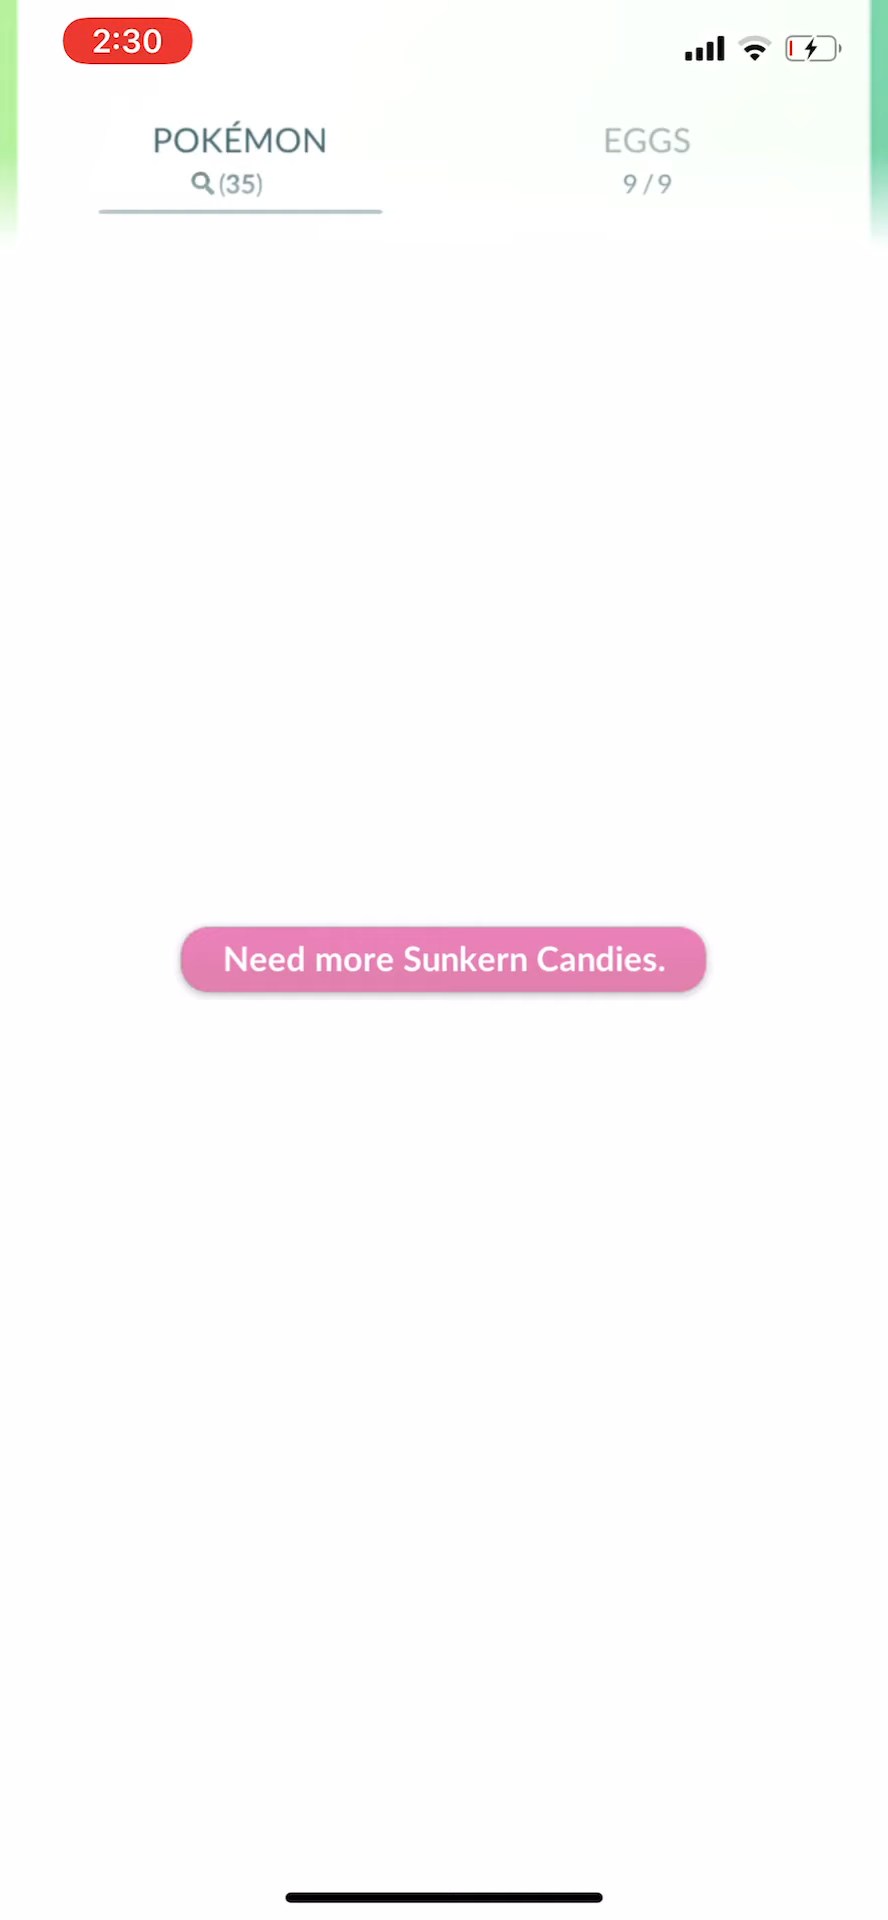 2:30
POKÉMON
(35)
EGGS
9/9
Need more Sunkern Candies.